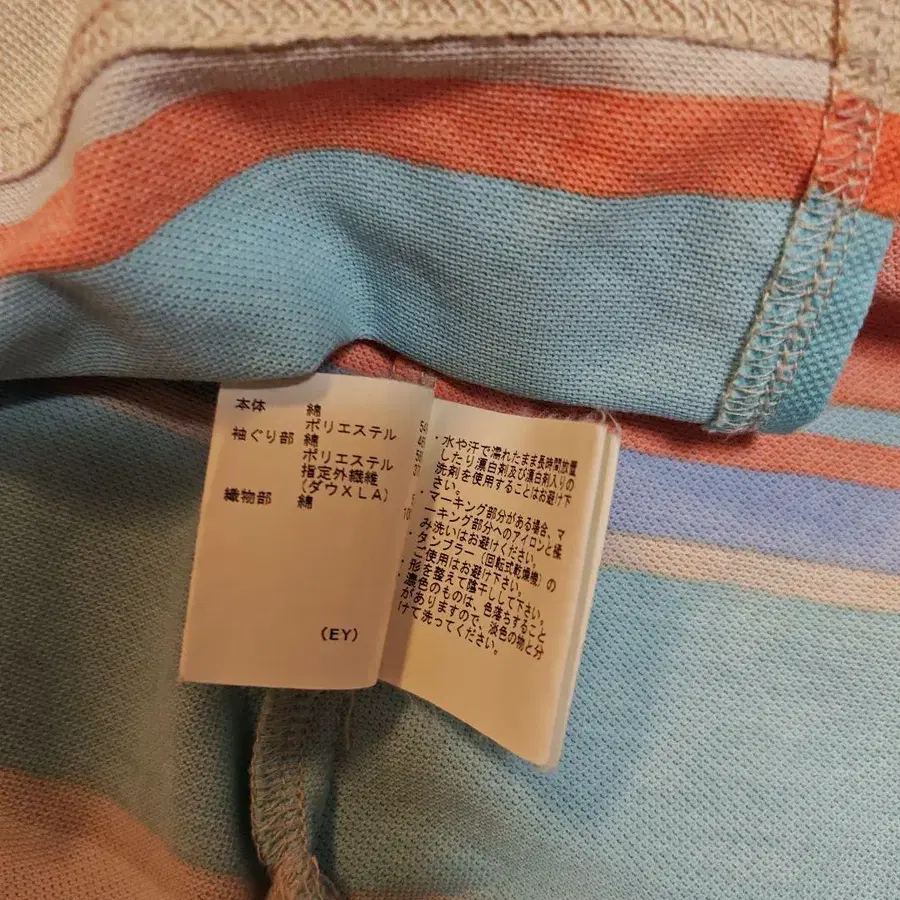 本体 綿
ポリエステル
袖ぐり部 綿
ポリエステル
指定外繊維
(ダウXLA)
織物部 綿
(EY)
・水や汗で濡れたまま長時間放置
したり漂白剤及び漂白剤入りの
洗剤を使用することはお避け下
さい。
・マーキング部分がある場合、マ
ーキング部分へのアイロンと揉
み洗いはお避けください。
・タンブラー(回転式乾燥機)の
ご使用はお避け下さい。
・形を整えて陰干しして下さい。
・濃色のものは、色落ちすること
がありますので、淡色の物と分
けて洗ってください。